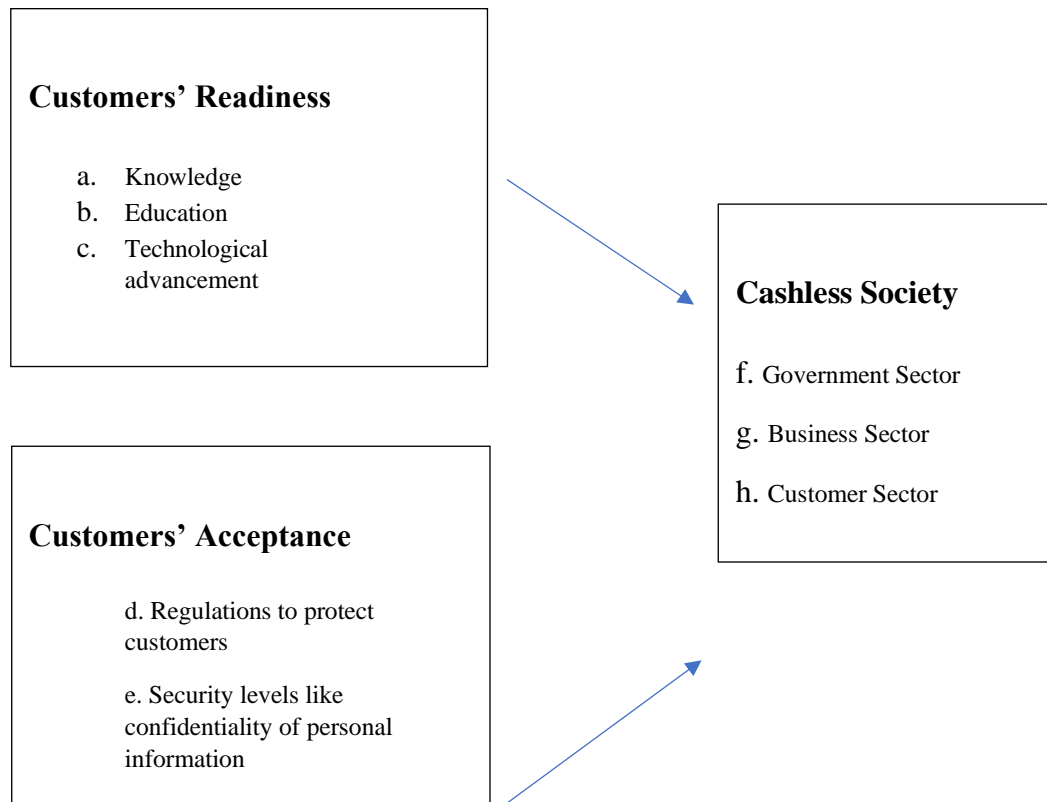 Customers’ Readiness
a. Knowledge
b. Education
c. Technological
advancement
Customers’ Acceptance
d. Regulations to protect
customers
e. Security levels like
confidentiality of personal
information
Cashless Society
f. Government Sector
g. Business Sector
h. Customer Sector